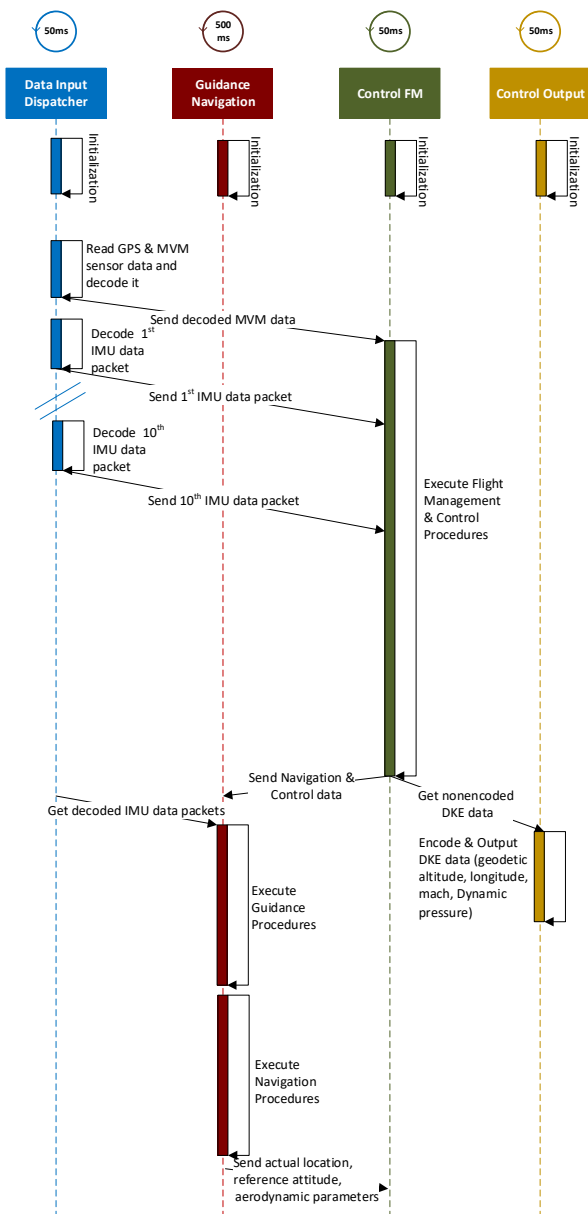 50ms
500
ms
50ms
50ms
Data Input
Dispatcher
Guidance
Navigation
Control FM
Control Output
Initialization
Initialization
Initialization
Initialization
Read GPS & MVM
sensor data and
decode it
Send decoded MVM data
Decode 1st
IMU data
packet
Send 1st IMU data packet
Decode 10th
IMU data
packet
Send 10th IMU data packet
Execute Flight
Management
& Control
Procedures
Send Navigation &
Control data
Get nonencoded
DKE data
Get decoded IMU data packets
Encode & Output
DKE data (geodetic
altitude, longitude,
mach, Dynamic
pressure)
Execute
Guidance
Procedures
Execute
Navigation
Procedures
Send actual location,
reference attitude,
aerodynamic parameters